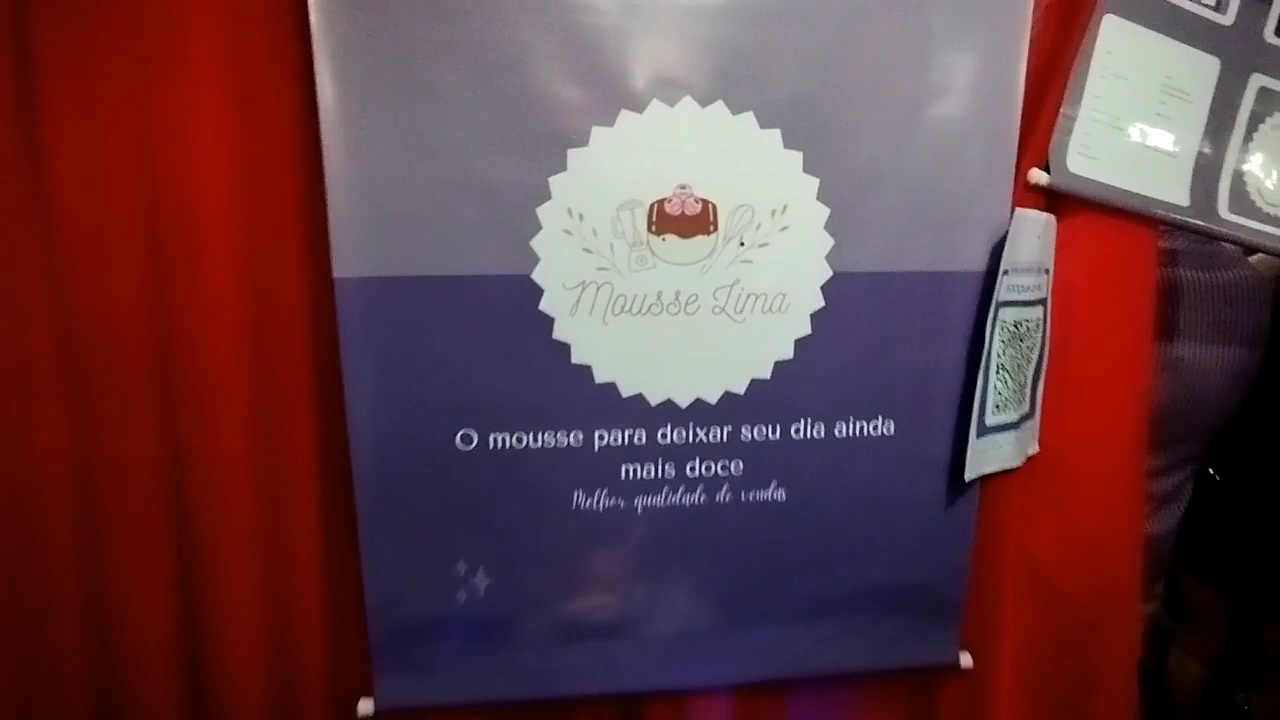 Mousse Lima
O mousse para deixar seu dia ainda
mais doce
Melhor qualidade de vendas